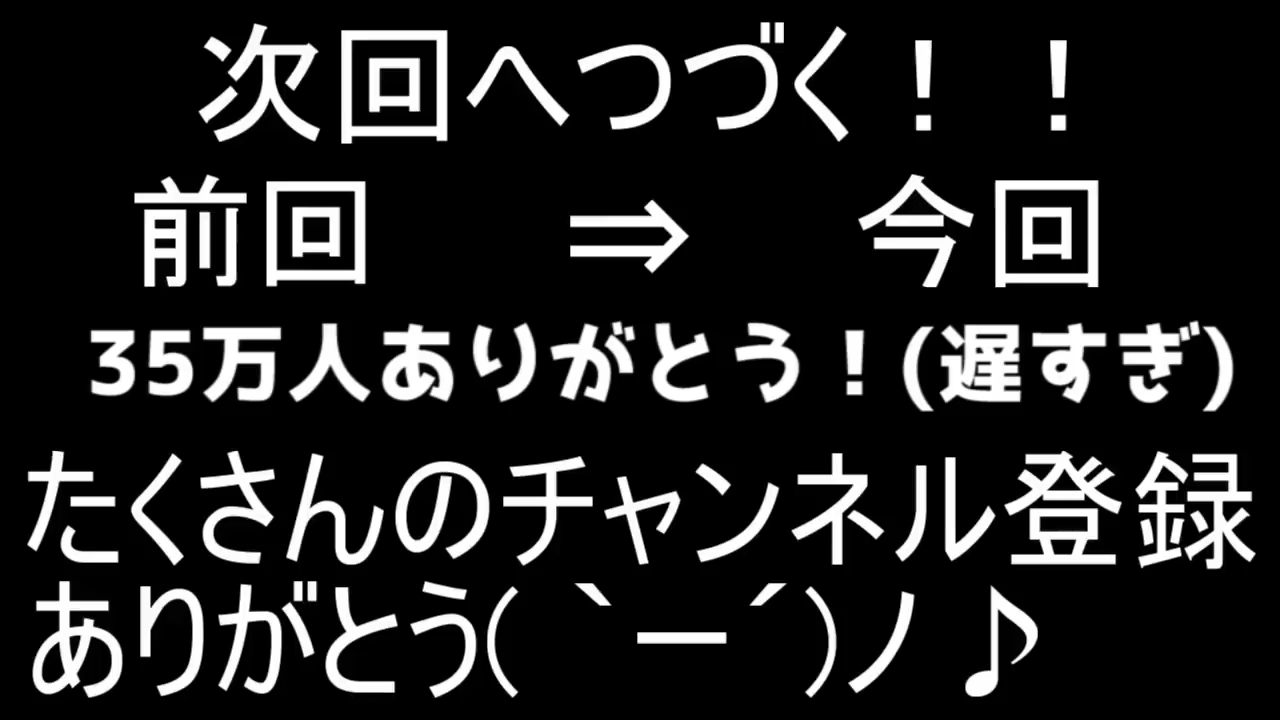 次回へつづく！！
前回　⇒　今回
35万人ありがとう！(遅すぎ)
たくさんのチャンネル登録
ありがとう(｀ー´)ノ♪